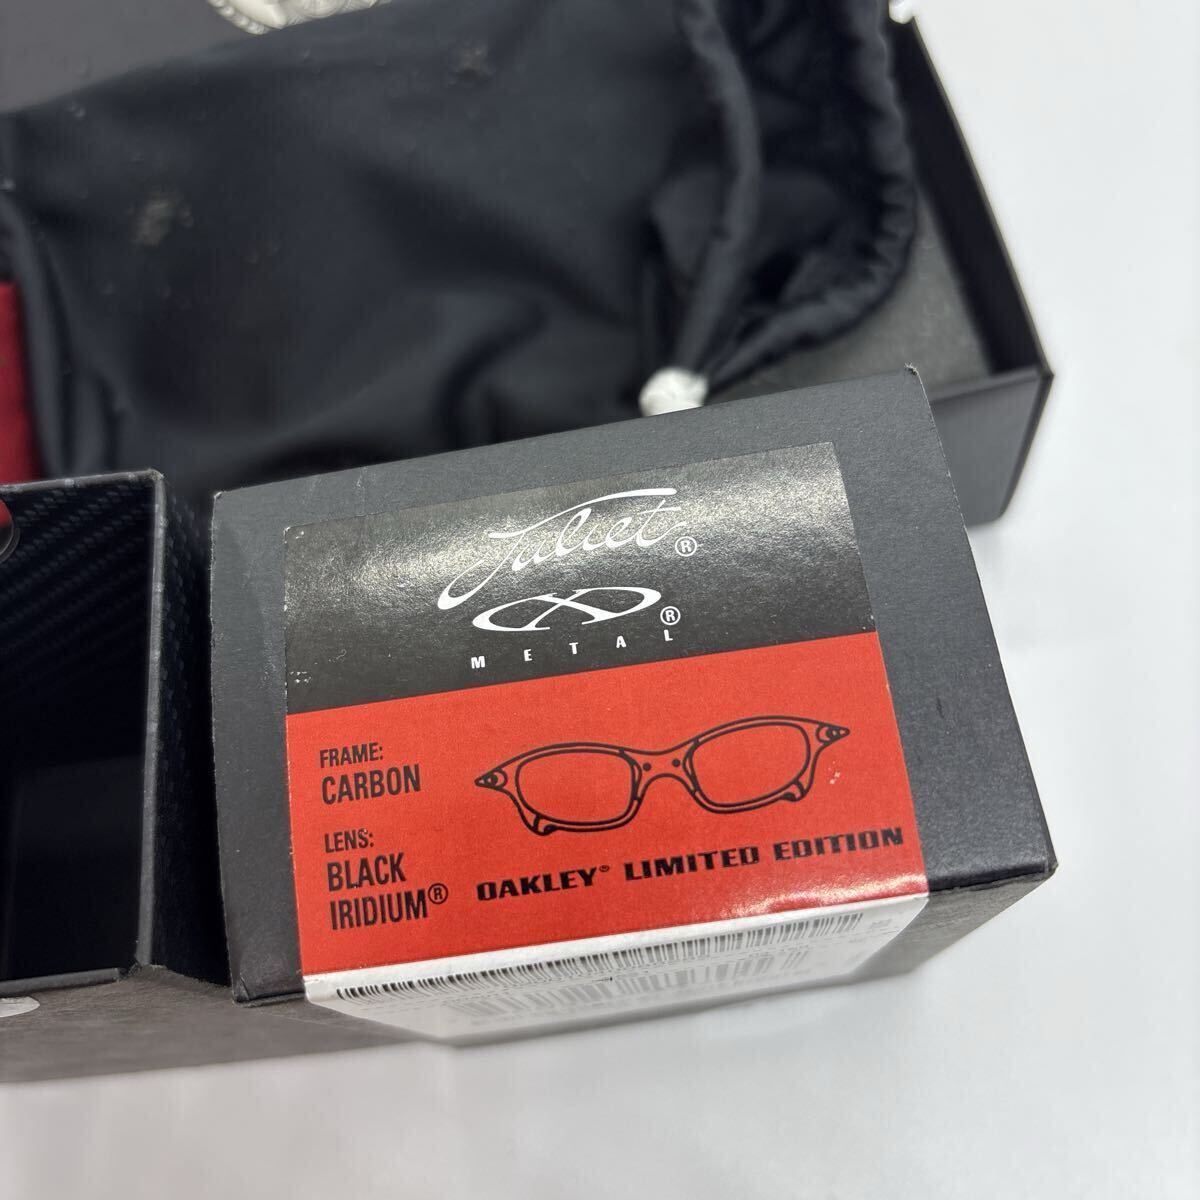 Juliet®
®
METAL
FRAME:
CARBON
LENS:
BLACK
IRIDIUM®
OAKLEY® LIMITED EDITION